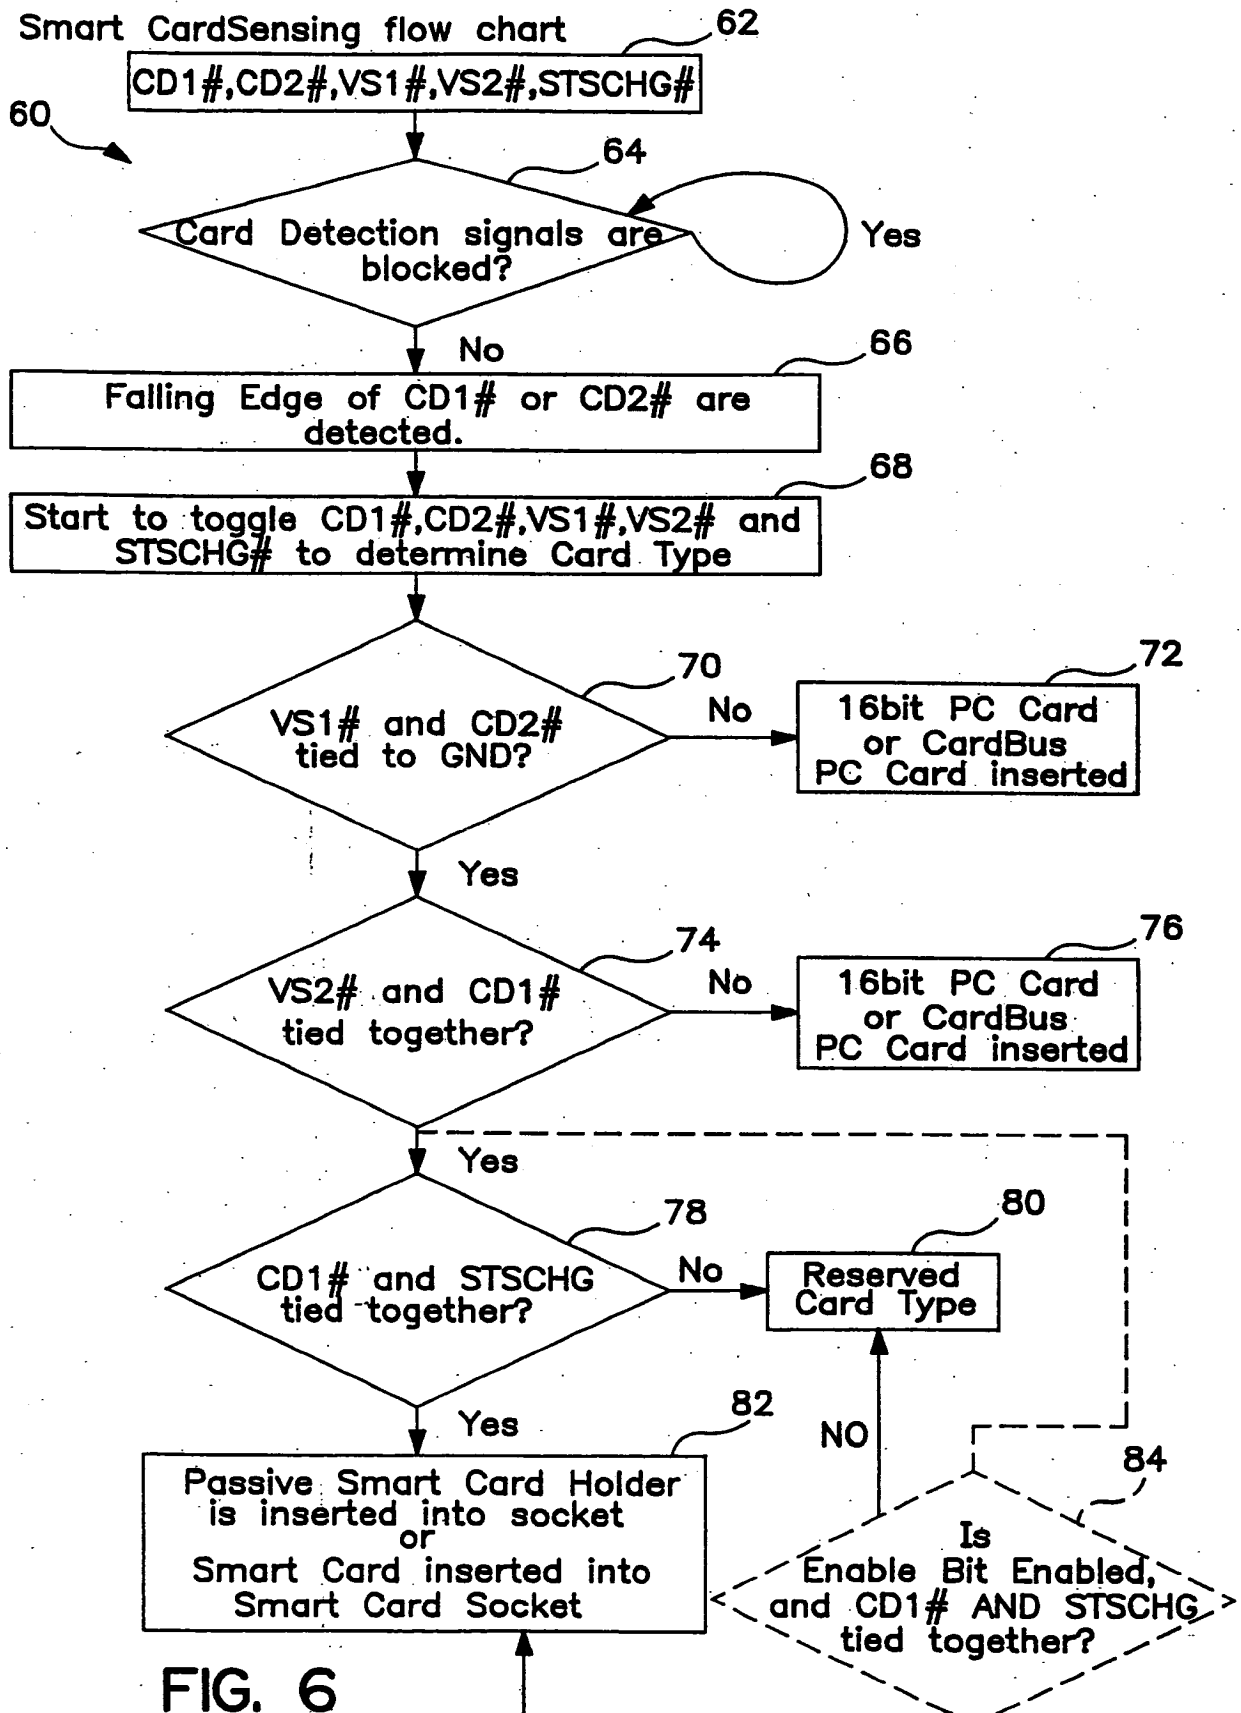 Smart CardSensing flow chart
62
CD1#,CD2#,VS1#,VS2#,STSCHG#
60
64
Card Detection signals are
blocked?
Yes
No
66
Falling Edge of CD1# or CD2# are
detected.
68
Start to toggle CD1#,CD2#,VS1#,VS2# and
STSCHG# to determine Card Type
70
VS1# and CD2#
tied to GND?
No
72
16bit PC Card
or CardBus
PC Card inserted
Yes
74
VS2# and CD1#
tied together?
No
76
16bit PC Card
or CardBus
PC Card inserted
Yes
78
CD1# and STSCHG
tied together?
No
80
Reserved
Card Type
Yes
82
Passive Smart Card Holder
is inserted into socket
or
Smart Card inserted into
Smart Card Socket
NO
84
Is
Enable Bit Enabled,
and CD1# AND STSCHG
tied together?
FIG. 6